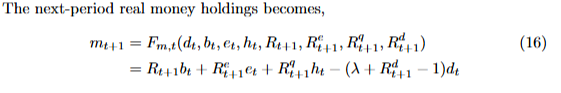 The next-period real money holdings becomes,
m_{t+1} = F_{m,t}(d_t, b_t, e_t, h_t, R_{t+1}, R^e_{t+1}, R^q_{t+1}, R^d_{t+1}) (16)
= R_{t+1}b_t + R^e_{t+1}e_t + R^q_{t+1}h_t − (λ + R^d_{t+1} − 1)d_t